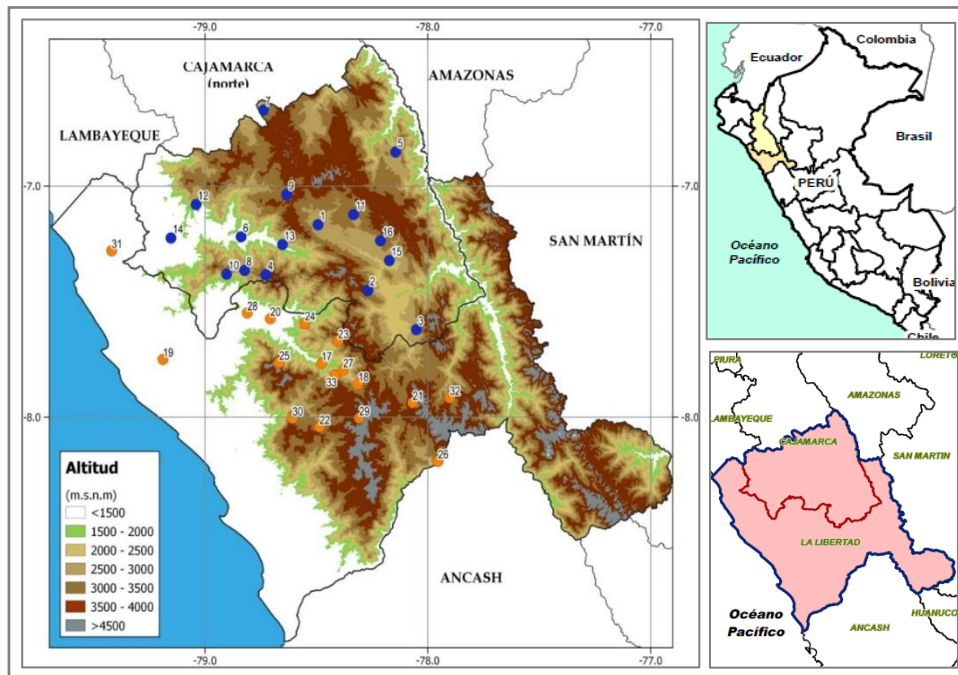 -79.0
-78.0
-77.0
CAJAMARCA
(norte)
AMAZONAS
LAMBAYEQUE
SAN MARTÍN
ANCASH
-7.0
-8.0
-7.0
-8.0
7
5
12
9
1
11
14
6
13
16
15
31
10
8
4
2
28
20
24
3
23
19
25
17
27
33
18
21
32
30
22
29
26
Altitud
(m.s.n.m)
<1500
1500 - 2000
2000 - 2500
2500 - 3000
3000 - 3500
3500 - 4000
>4500
-79.0
-78.0
-77.0
Colombia
Ecuador
Brasil
PERÚ
Océano
Pacífico
Bolivia
Chile
PIURA
LORETO
AMAZONAS
LAMBAYEQUE
CAJAMARCA
SAN MARTIN
LA LIBERTAD
HUANUCO
Océano
Pacífico
ANCASH